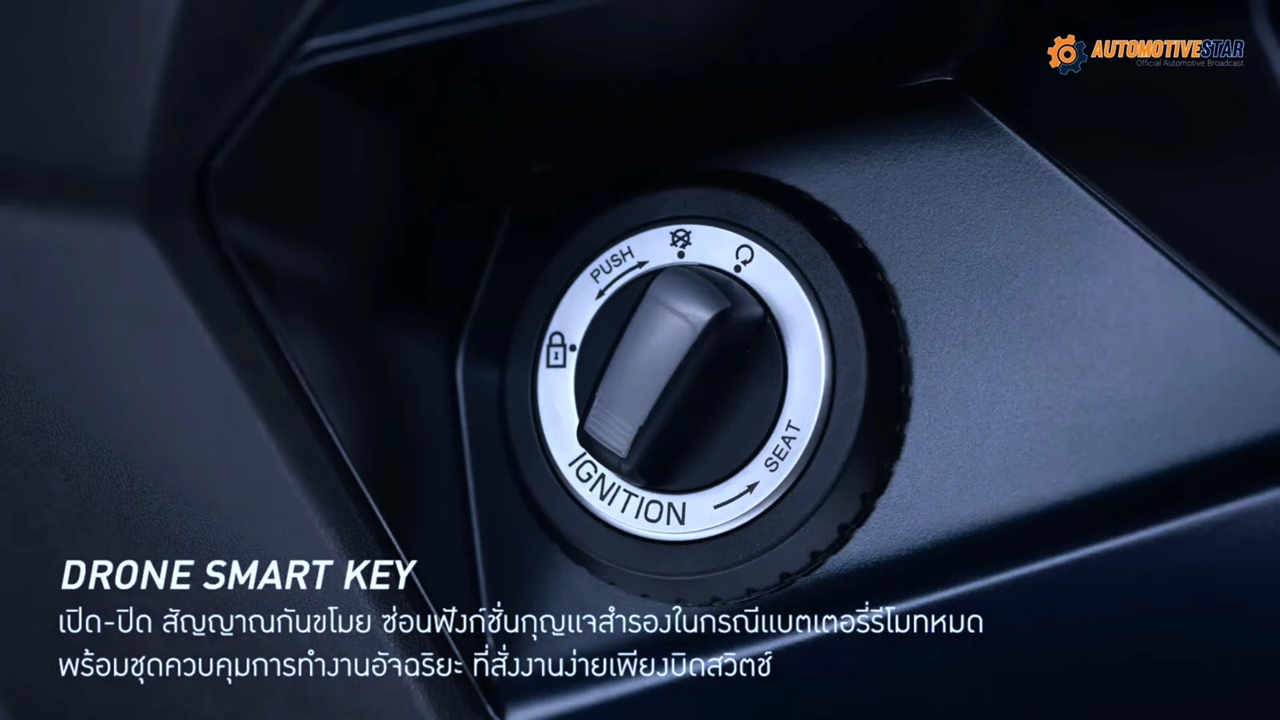 AUTOMOTIVESTAR
Official Automotive Broadcast
PUSH
IGNITION
SEAT
DRONE SMART KEY
เปิด-ปิด สัญญาณกันขโมย ซ่อนฟังก์ชั่นกุญแจสำรองในกรณีแบตเตอรี่รีโมทหมด
พร้อมชุดควบคุมการทำงานอัจฉริยะ ที่สั่งงานง่ายเพียงบิดสวิตช์